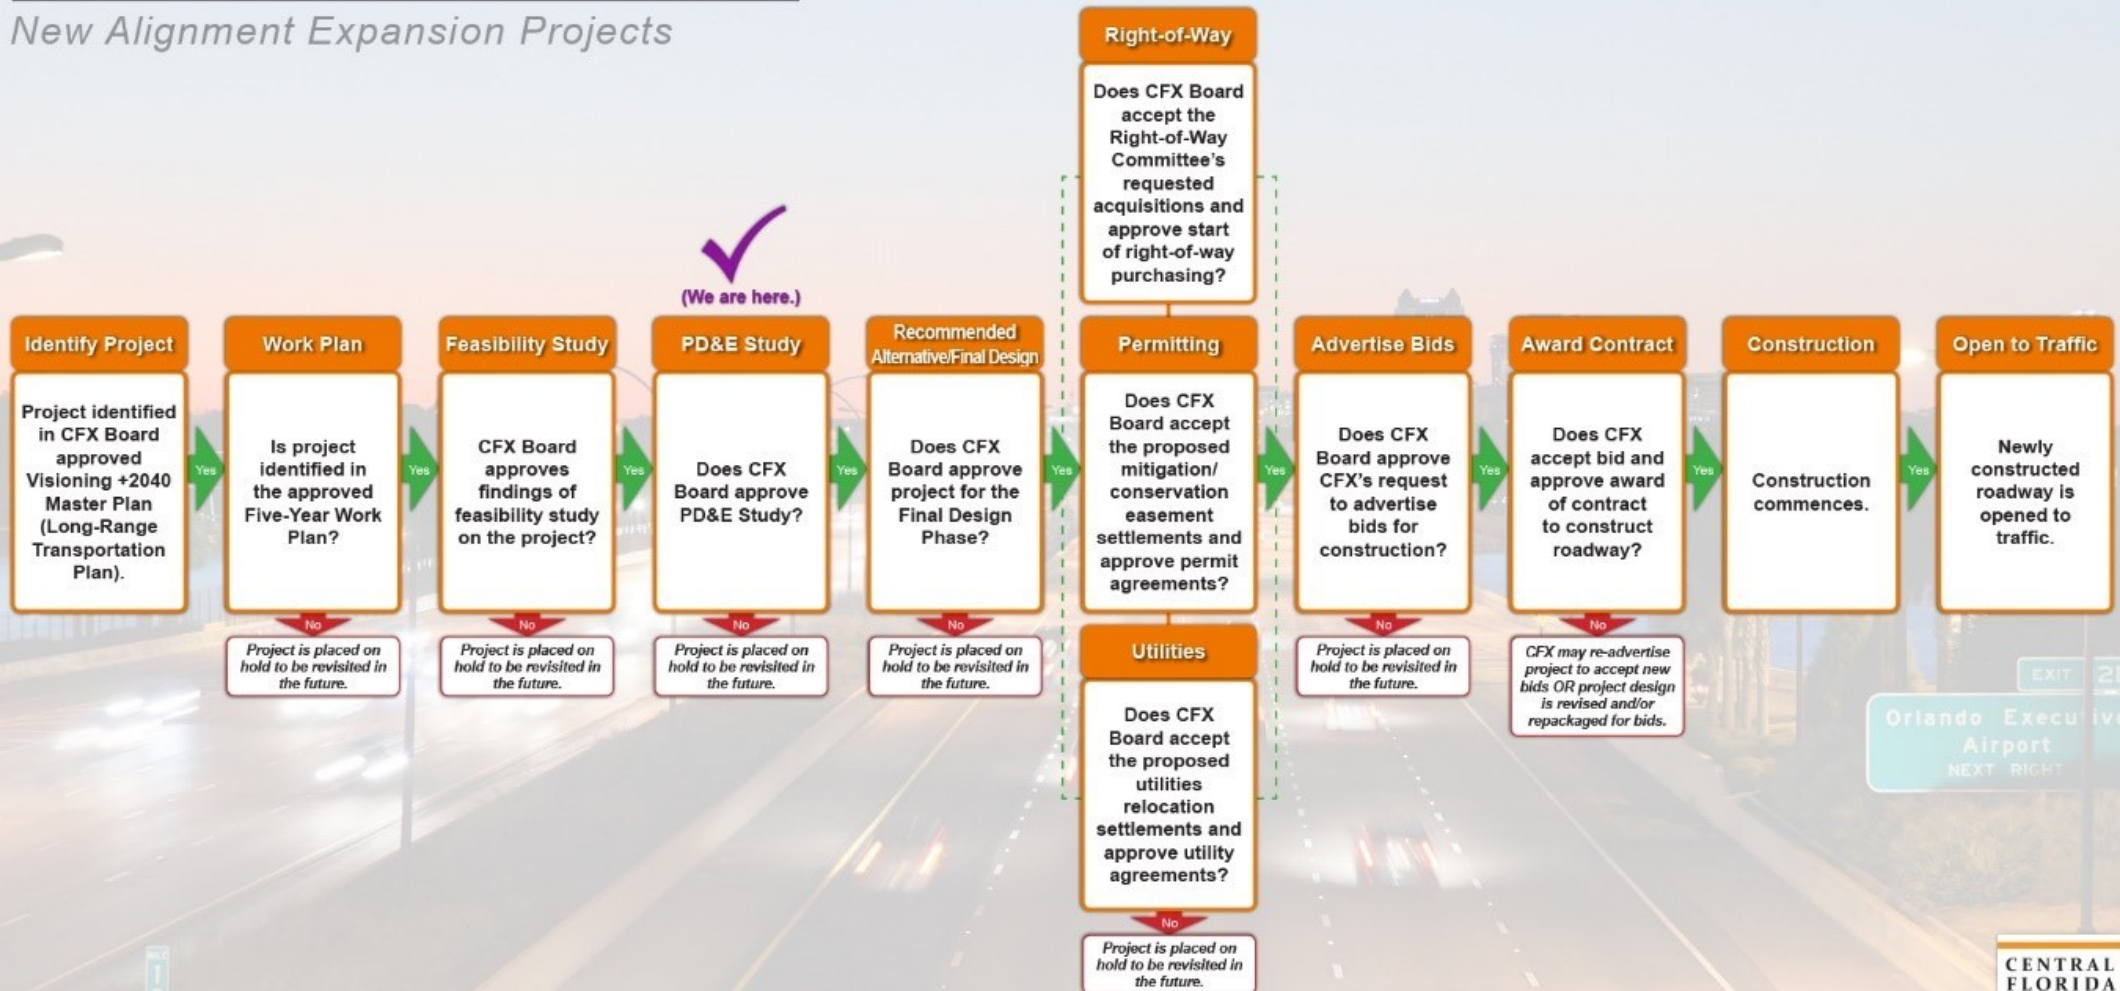 New Alignment Expansion Projects
Right-of-Way
Does CFX Board
accept the
Right-of-Way
Committee's
requested
acquisitions and
approve start
of right-of-way
purchasing?
(We are here.)
Identify Project
Project identified
in CFX Board
approved
Visioning +2040
Master Plan
(Long-Range
Transportation
Plan).
Yes
Work Plan
Is project
identified in
the approved
Five-Year Work
Plan?
No
Project is placed on
hold to be revisited in
the future.
Yes
Feasibility Study
CFX Board
approves
findings of
feasibility study
on the project?
No
Project is placed on
hold to be revisited in
the future.
Yes
PD&E Study
Does CFX
Board approve
PD&E Study?
No
Project is placed on
hold to be revisited in
the future.
Yes
Recommended
Alternative/Final Design
Does CFX
Board approve
project for the
Final Design
Phase?
No
Project is placed on
hold to be revisited in
the future.
Yes
Permitting
Does CFX
Board accept
the proposed
mitigation/
conservation
easement
settlements and
approve permit
agreements?
Utilities
Does CFX
Board accept
the proposed
utilities
relocation
settlements and
approve utility
agreements?
No
Project is placed on
hold to be revisited in
the future.
Yes
Advertise Bids
Does CFX
Board approve
CFX's request
to advertise
bids for
construction?
No
Project is placed on
hold to be revisited in
the future.
Yes
Award Contract
Does CFX
accept bid and
approve award
of contract
to construct
roadway?
No
CFX may re-advertise
project to accept new
bids OR project design
is revised and/or
repackaged for bids.
Yes
Construction
Construction
commences.
Yes
Open to Traffic
Newly
constructed
roadway is
opened to
traffic.
EXIT
Orlando Executive
Airport
NEXT RIGHT
CENTRAL
FLORIDA